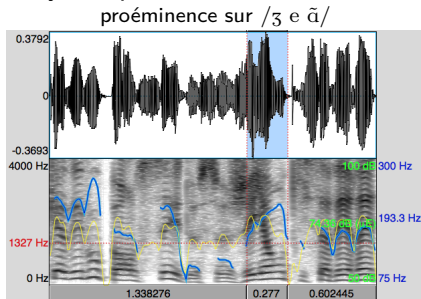 proéminence sur /ʒ e ɑ̃/
0.3792
0
-0.3693
4000 Hz
100 dB
300 Hz
193.3 Hz
1327 Hz
0 Hz
75 Hz
1.338276
0.277
0.602445